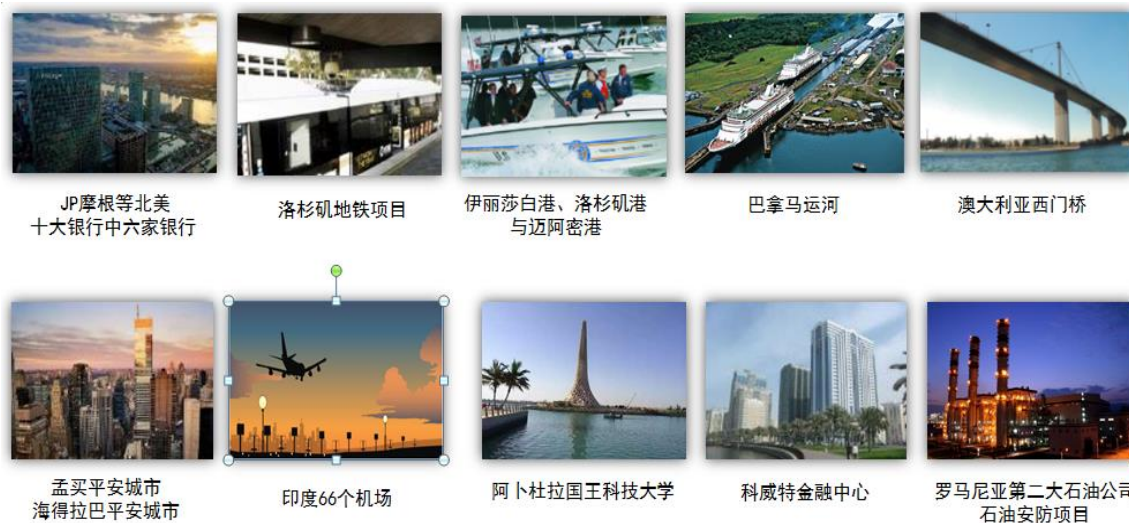 JP摩根等北美
十大银行中六家银行
洛杉矶地铁项目
伊丽莎白港、洛杉矶港
与迈阿密港
巴拿马运河
澳大利亚西门桥
孟买平安城市
海得拉巴平安城市
印度66个机场
阿卜杜拉国王科技大学
科威特金融中心
罗马尼亚第二大石油公司
石油安防项目